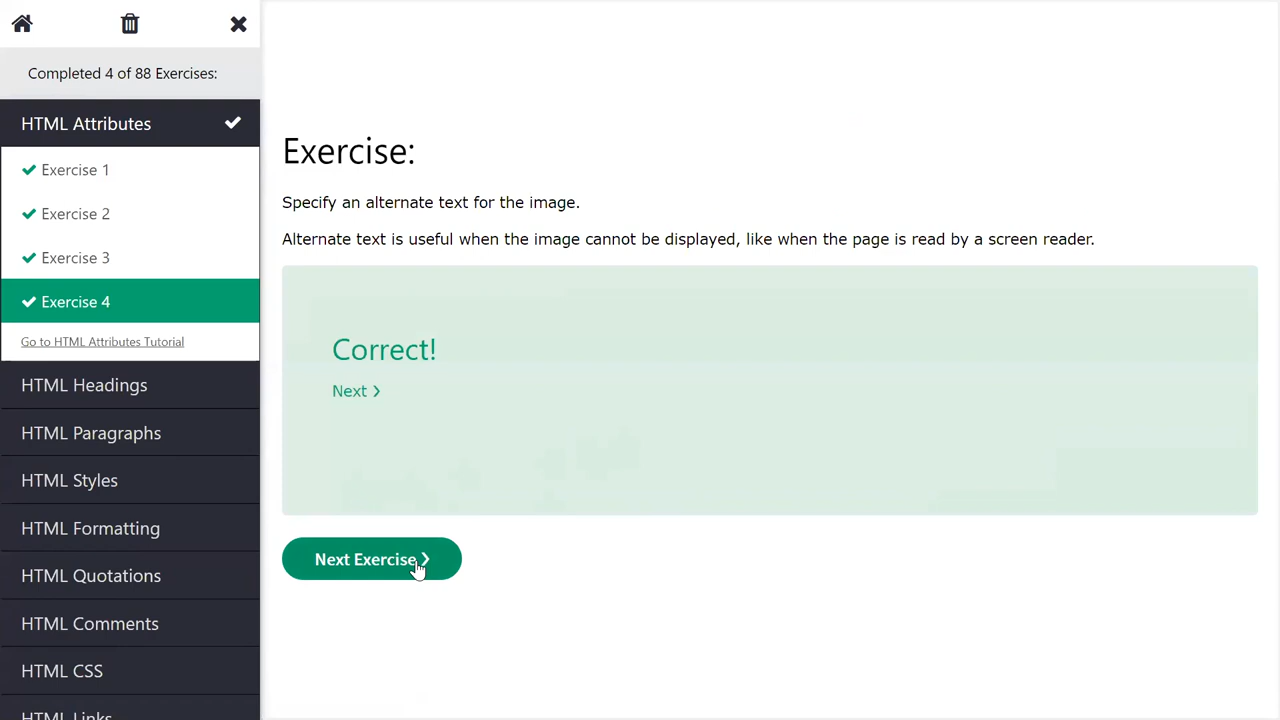 Completed 4 of 88 Exercises:
HTML Attributes
Exercise 1
Exercise 2
Exercise 3
Exercise 4
Go to HTML Attributes Tutorial
HTML Headings
HTML Paragraphs
HTML Styles
HTML Formatting
HTML Quotations
HTML Comments
HTML CSS
HTML Links
Exercise:
Specify an alternate text for the image.
Alternate text is useful when the image cannot be displayed, like when the page is read by a screen reader.
Correct!
Next ❯
Next Exercise ❯